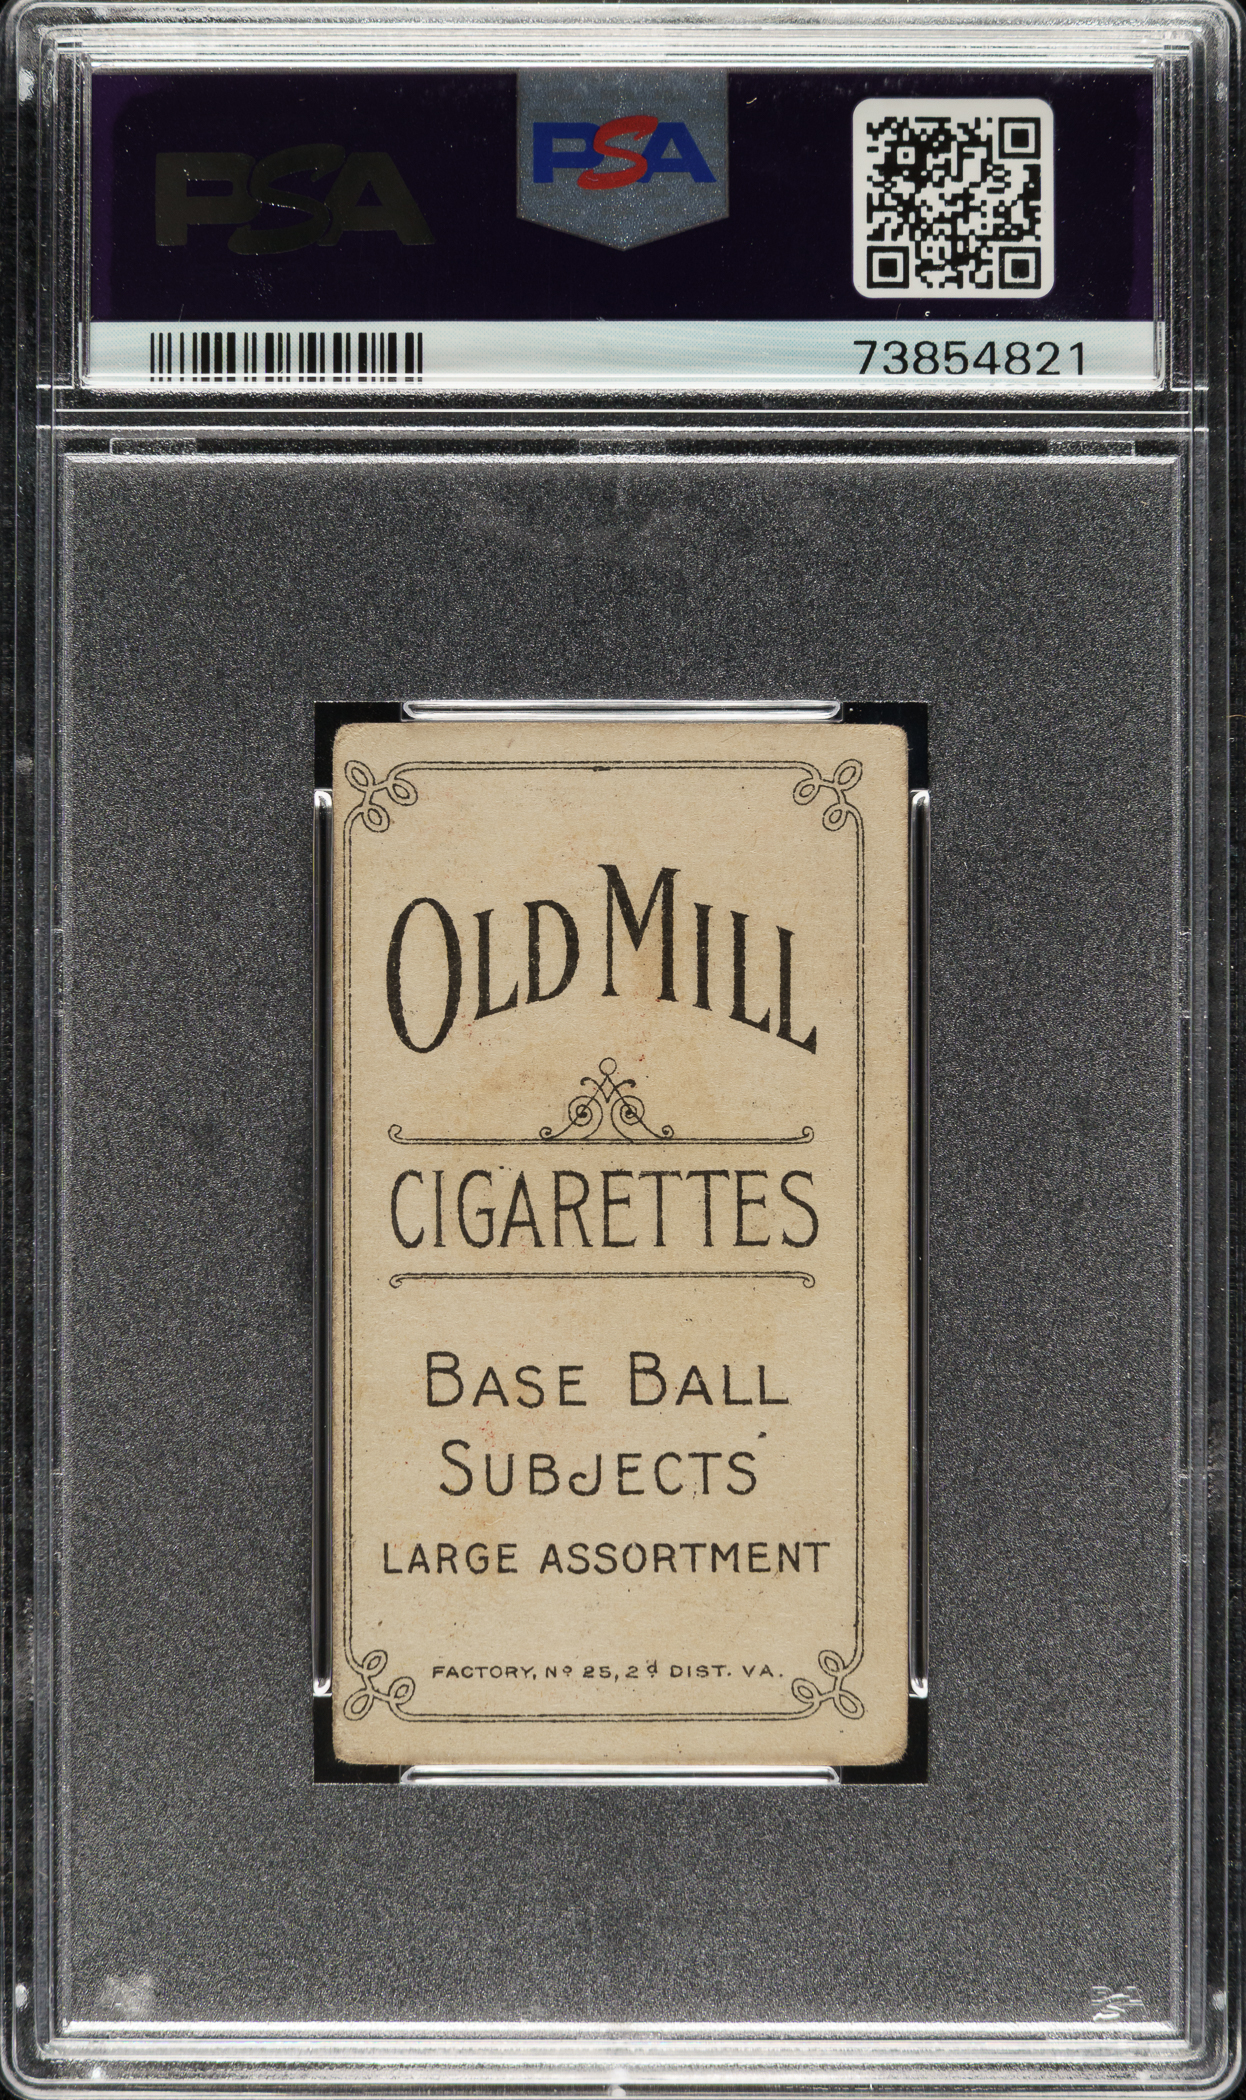 PSA
PSA
73854821
OLD MILL
CIGARETTES
BASE BALL
SUBJECTS
LARGE ASSORTMENT
FACTORY, Nº 25, 2ᵈ DIST. VA.